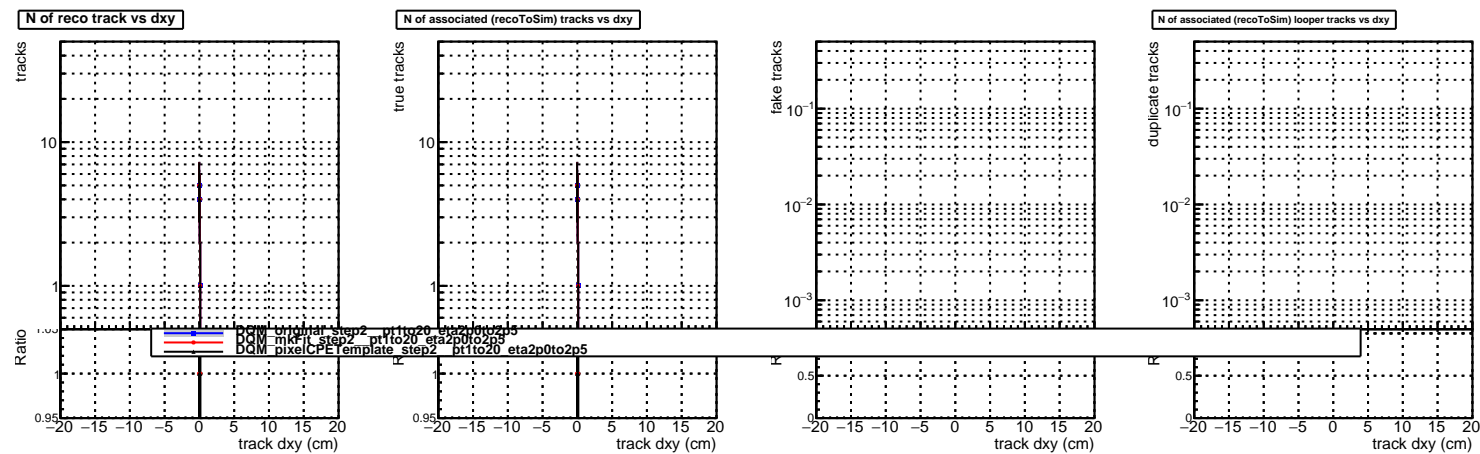 N of reco track vs dxy
N of associated (recoToSim) tracks vs dxy
N of associated (recoToSim) looper tracks vs dxy
tracks
10
1
Ratio
1.05
1
0.95
−20 −15 −10 −5 0 5 10 15 20
track dxy (cm)
true tracks
10
1
−20 −15 −10 −5 0 5 10 15 20
0.95
1
track dxy (cm)
fake tracks
10−1
10−2
10−3
0.5
0
−20 −15 −10 −5 0 5 10 15 20
track dxy (cm)
duplicate tracks
10−1
10−2
10−3
0.5
0
−20 −15 −10 −5 0 5 10 15 20
track dxy (cm)
DQM_original_step2__pt1to20_eta2p0to2p5
DQM_mkFit_step2__pt1to20_eta2p0to2p5
DQM_pixelCPETemplate_step2__pt1to20_eta2p0to2p5